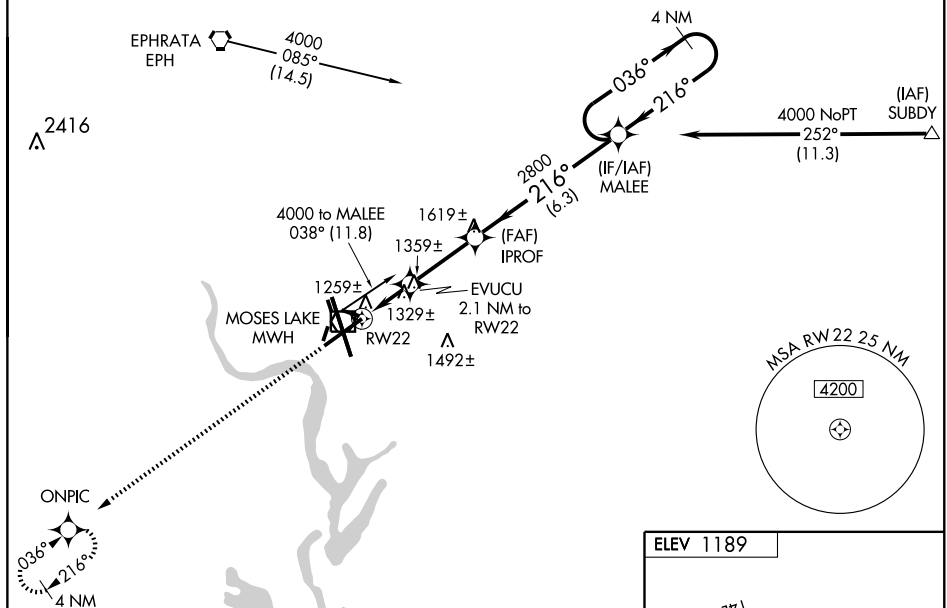 EPHRATA
EPH
4000
085°
(14.5)
4 NM
036°
216°
2416
(IAF)
SUBDY
4000 NoPT
252°
(11.3)
(IF/IAF)
MALEE
2800
216°
(6.3)
4000 to MALEE
038° (11.8)
1619±
(FAF)
IPROF
1359±
1259±
EVUCU
2.1 NM to
RW22
1329±
MOSES LAKE
MWH
RW22
1492±
MSA RW 22 25 NM
4200
ONPIC
036°
216°
4 NM
ELEV 1189